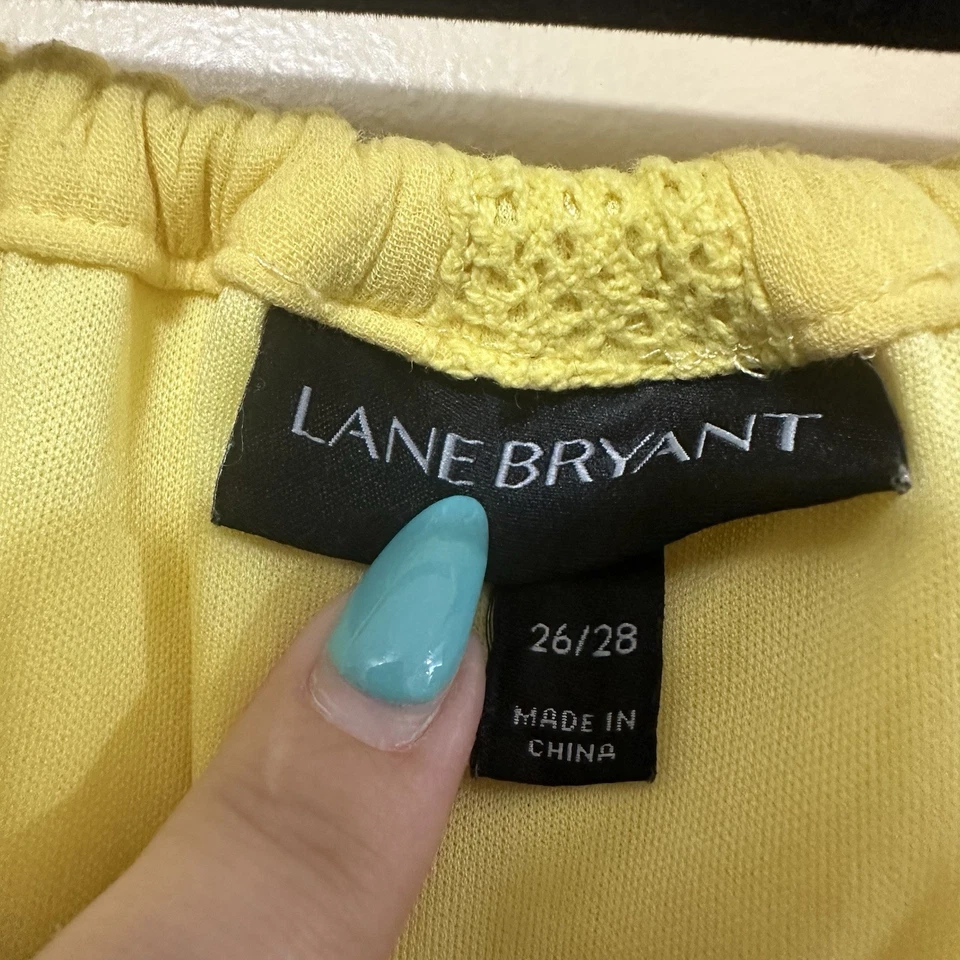 LANE BRYANT
26/28
MADE IN
CHINA